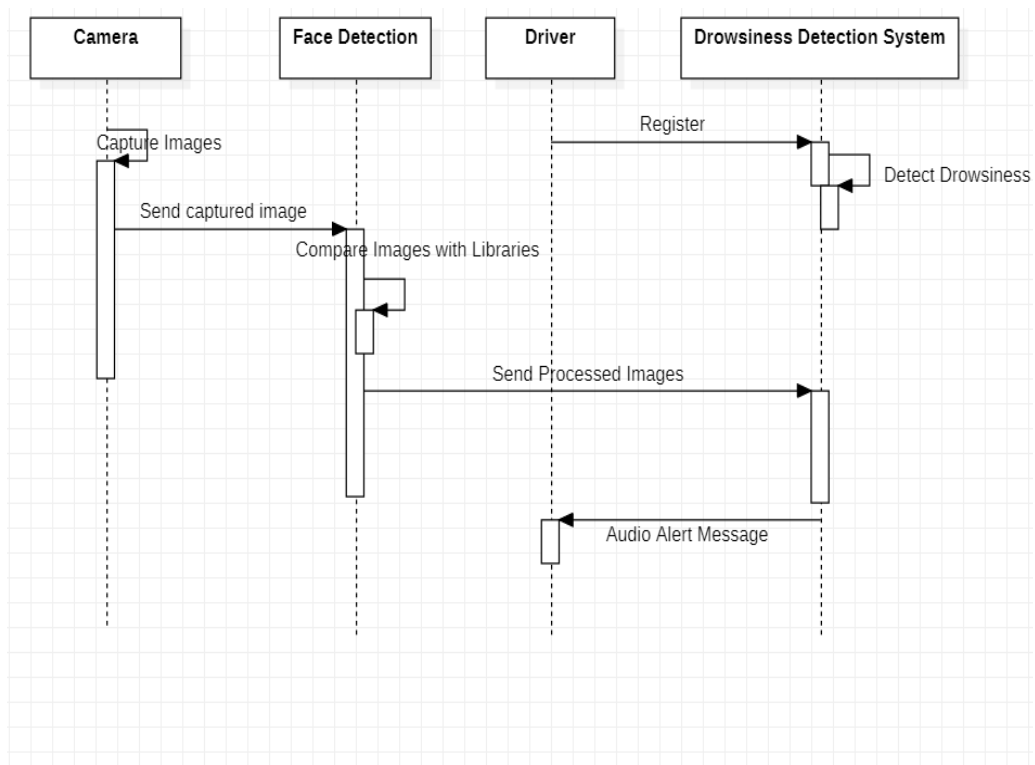 Camera
Face Detection
Driver
Drowsiness Detection System
Register
Capture Images
Detect Drowsiness
Send captured image
Compare Images with Libraries
Send Processed Images
Audio Alert Message